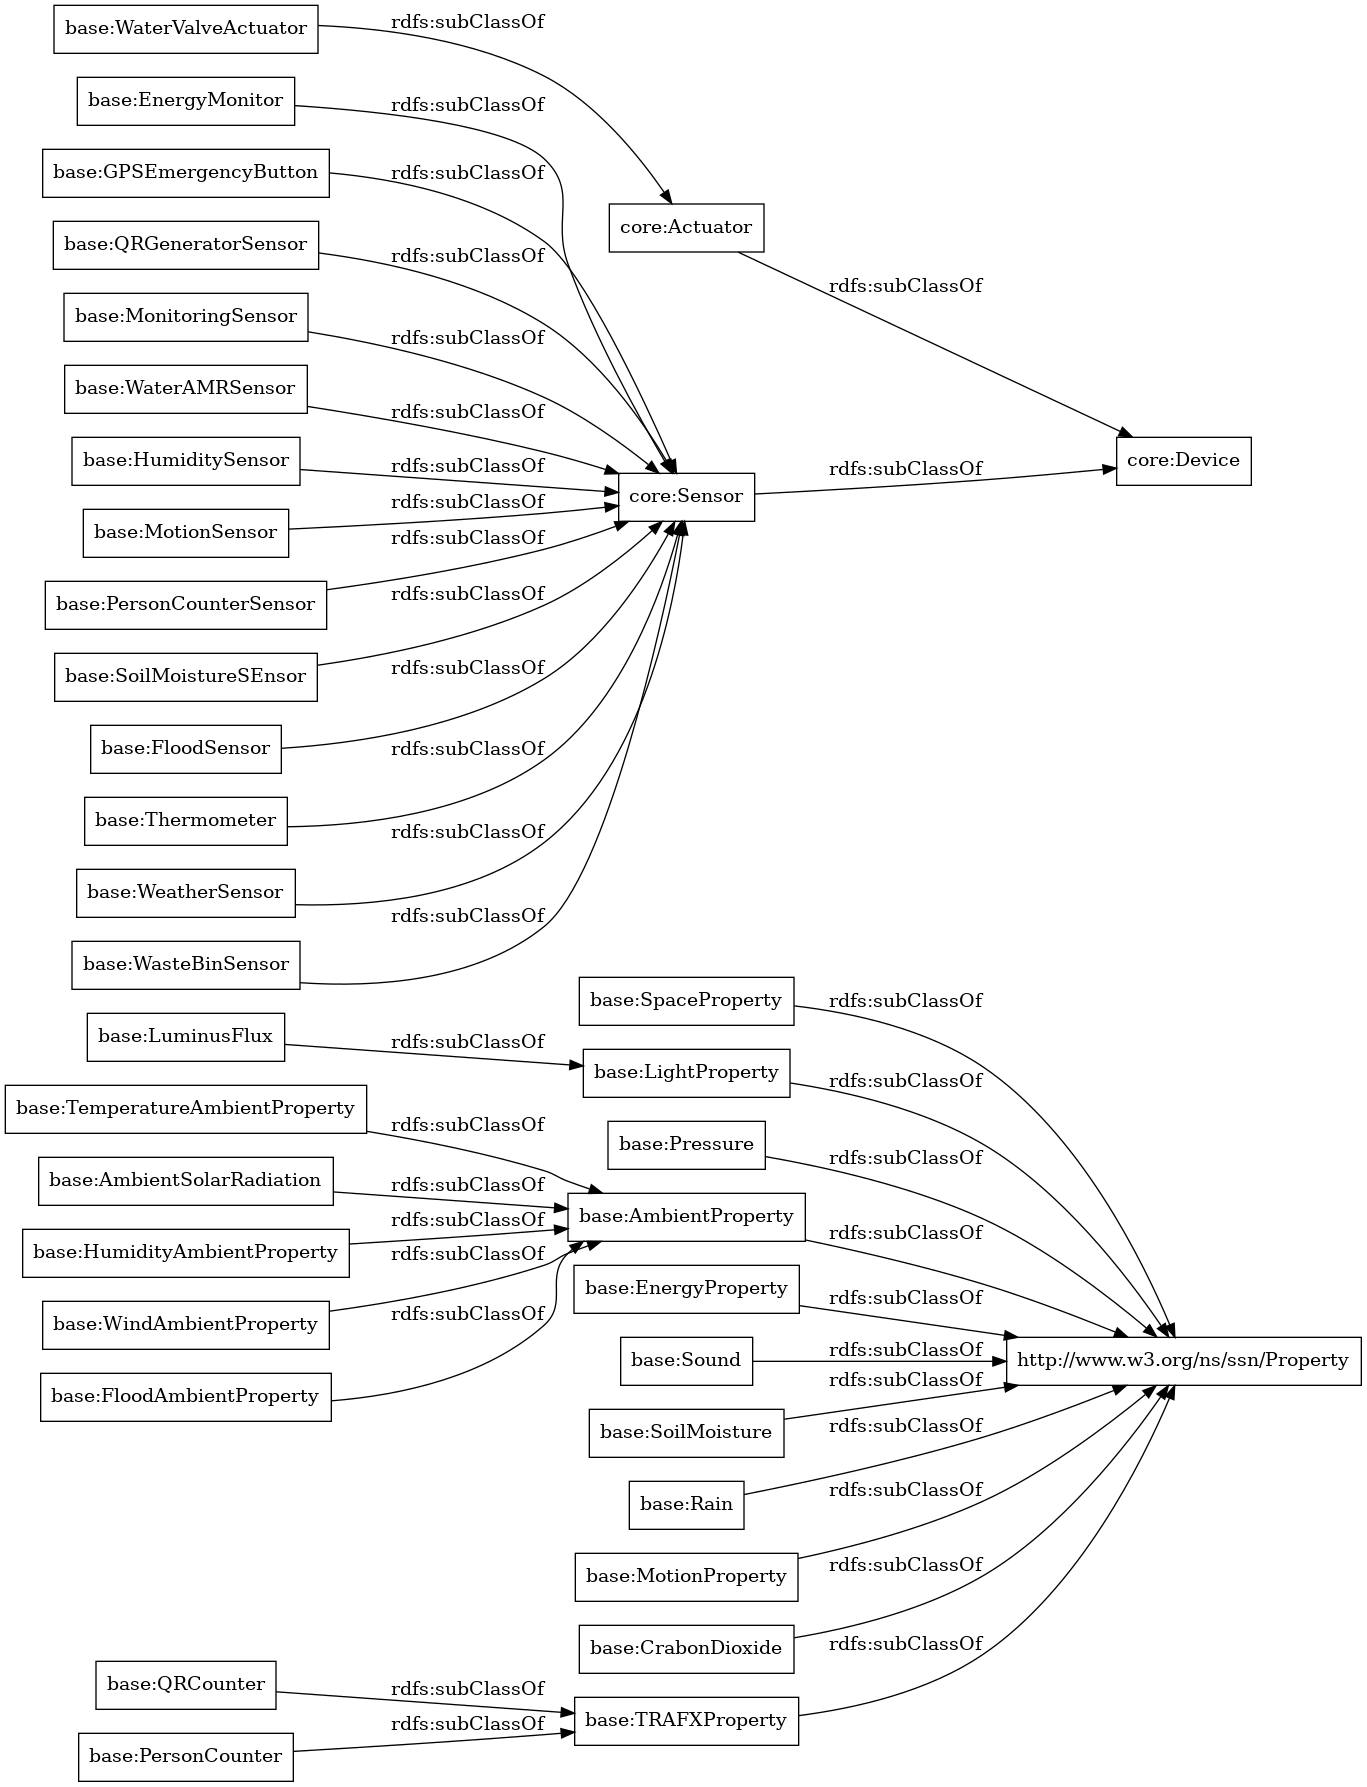 base:WaterValveActuator
rdfs:subClassOf
base:EnergyMonitor
rdfs:subClassOf
base:GPSEmergencyButton
rdfs:subClassOf
core:Actuator
base:QRGeneratorSensor
rdfs:subClassOf
rdfs:subClassOf
base:MonitoringSensor
rdfs:subClassOf
base:WaterAMRSensor
rdfs:subClassOf
base:HumiditySensor
rdfs:subClassOf
rdfs:subClassOf
core:Device
core:Sensor
base:MotionSensor
rdfs:subClassOf
base:PersonCounterSensor
rdfs:subClassOf
base:SoilMoistureSEnsor
rdfs:subClassOf
base:FloodSensor
rdfs:subClassOf
base:Thermometer
rdfs:subClassOf
base:WeatherSensor
rdfs:subClassOf
base:WasteBinSensor
rdfs:subClassOf
base:SpaceProperty
rdfs:subClassOf
base:LuminusFlux
rdfs:subClassOf
base:LightProperty
rdfs:subClassOf
base:TemperatureAmbientProperty
rdfs:subClassOf
base:Pressure
rdfs:subClassOf
base:AmbientSolarRadiation
rdfs:subClassOf
base:AmbientProperty
rdfs:subClassOf
base:HumidityAmbientProperty
rdfs:subClassOf
base:EnergyProperty
rdfs:subClassOf
base:WindAmbientProperty
rdfs:subClassOf
base:Sound
rdfs:subClassOf
http://www.w3.org/ns/ssn/Property
base:FloodAmbientProperty
rdfs:subClassOf
base:SoilMoisture
rdfs:subClassOf
base:Rain
rdfs:subClassOf
base:MotionProperty
rdfs:subClassOf
base:CrabonDioxide
rdfs:subClassOf
base:QRCounter
rdfs:subClassOf
base:TRAFXProperty
rdfs:subClassOf
base:PersonCounter
rdfs:subClassOf